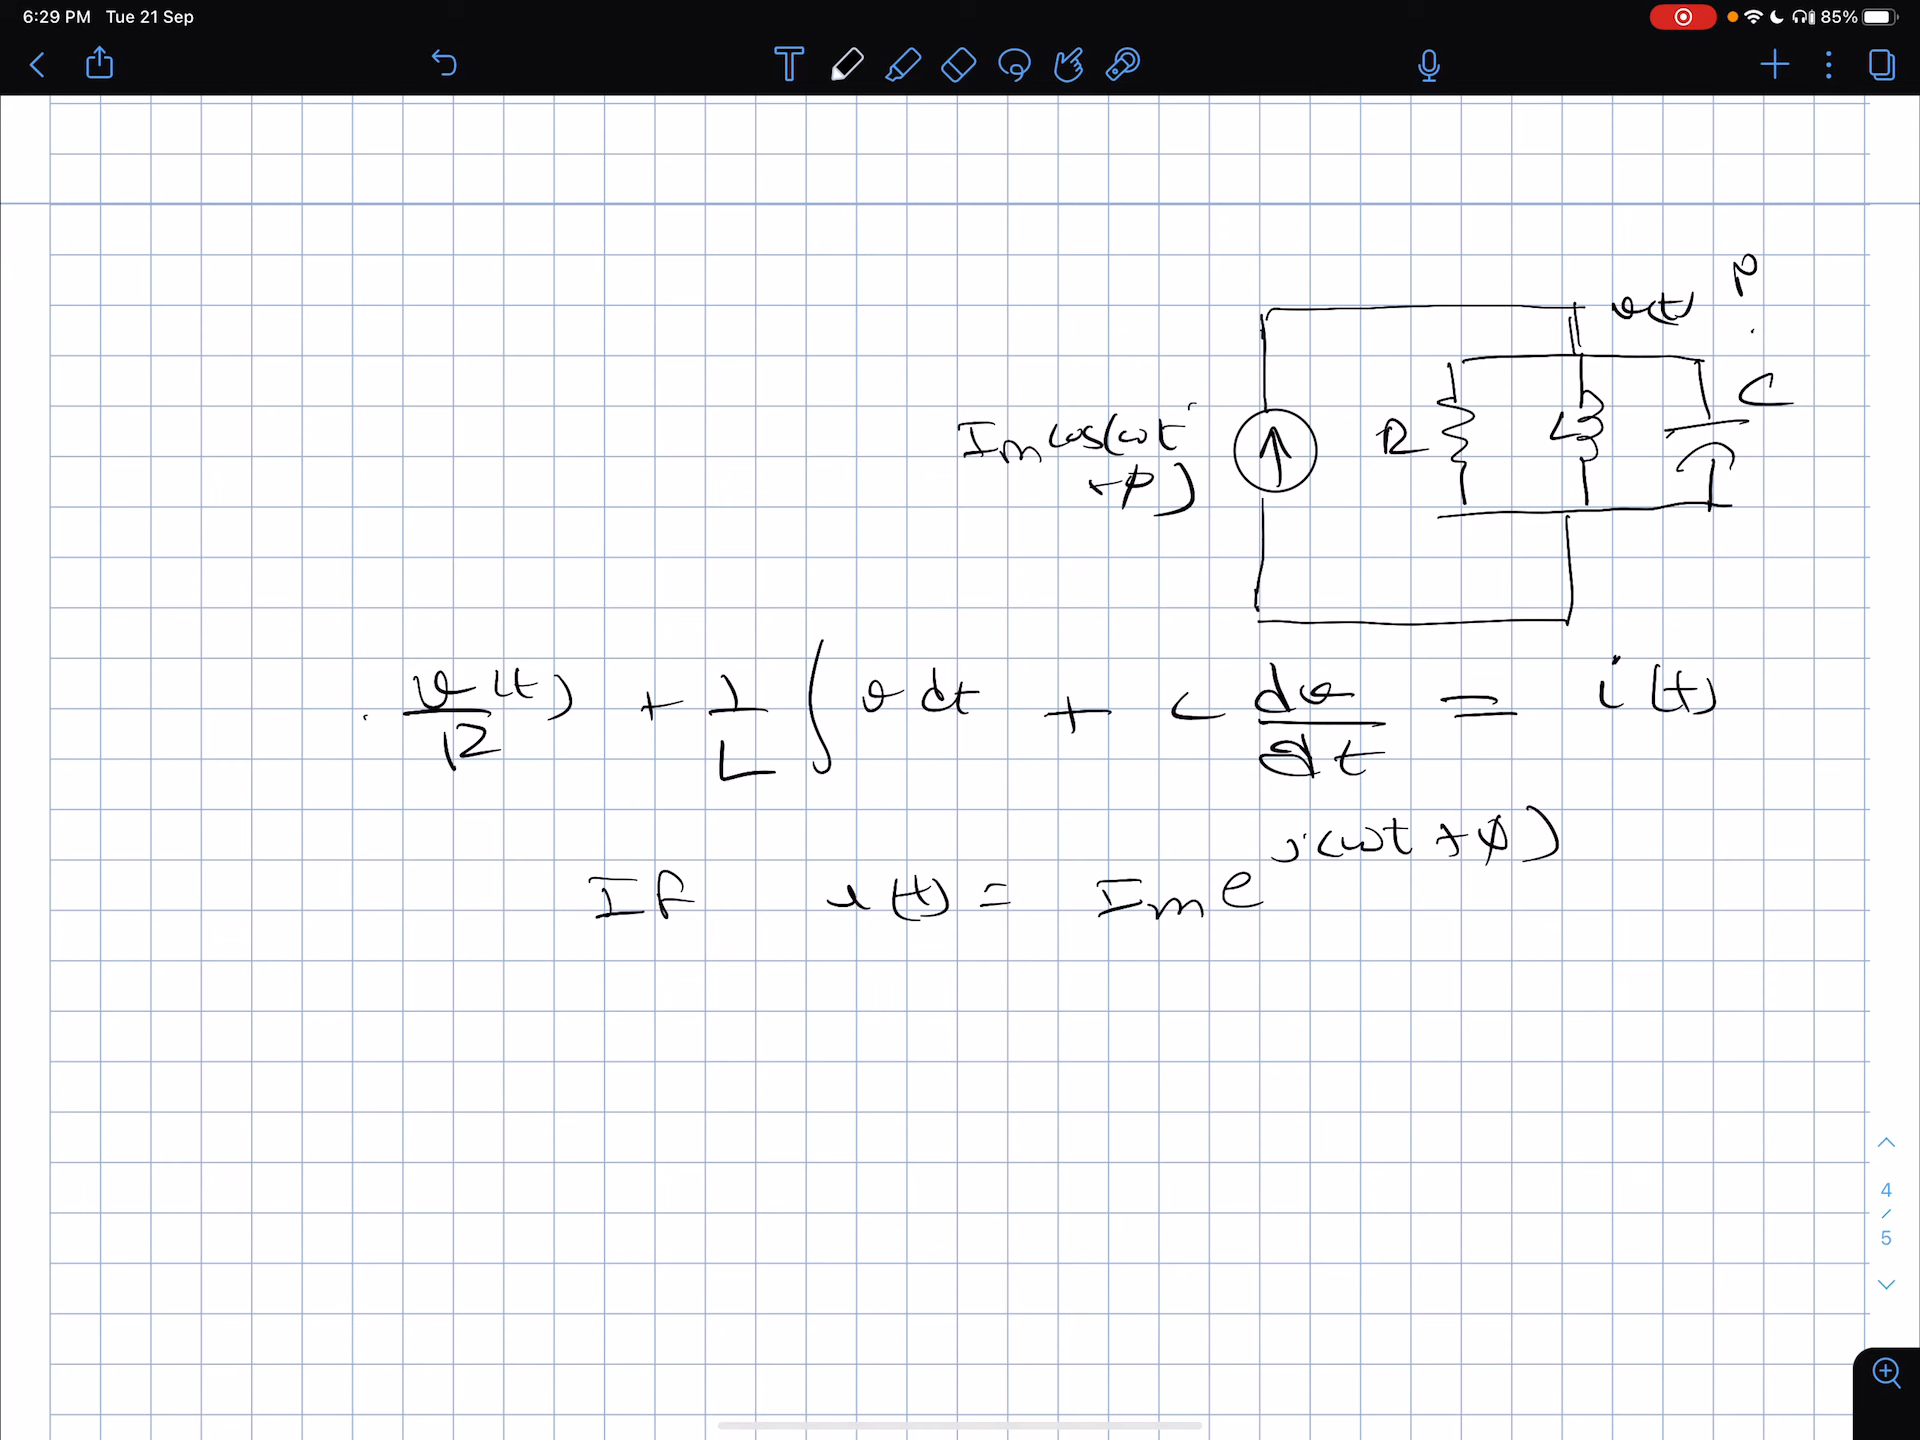 6:29 PM Tue 21 Sep
85%
T
v(t) ?
Im cos(ωt
+φ)
R
L
C
v(t)/R + 1/L ∫ v dt + c dv/dt = i(t)
If i(t) = Im e^j(ωt + φ)
4
/
5